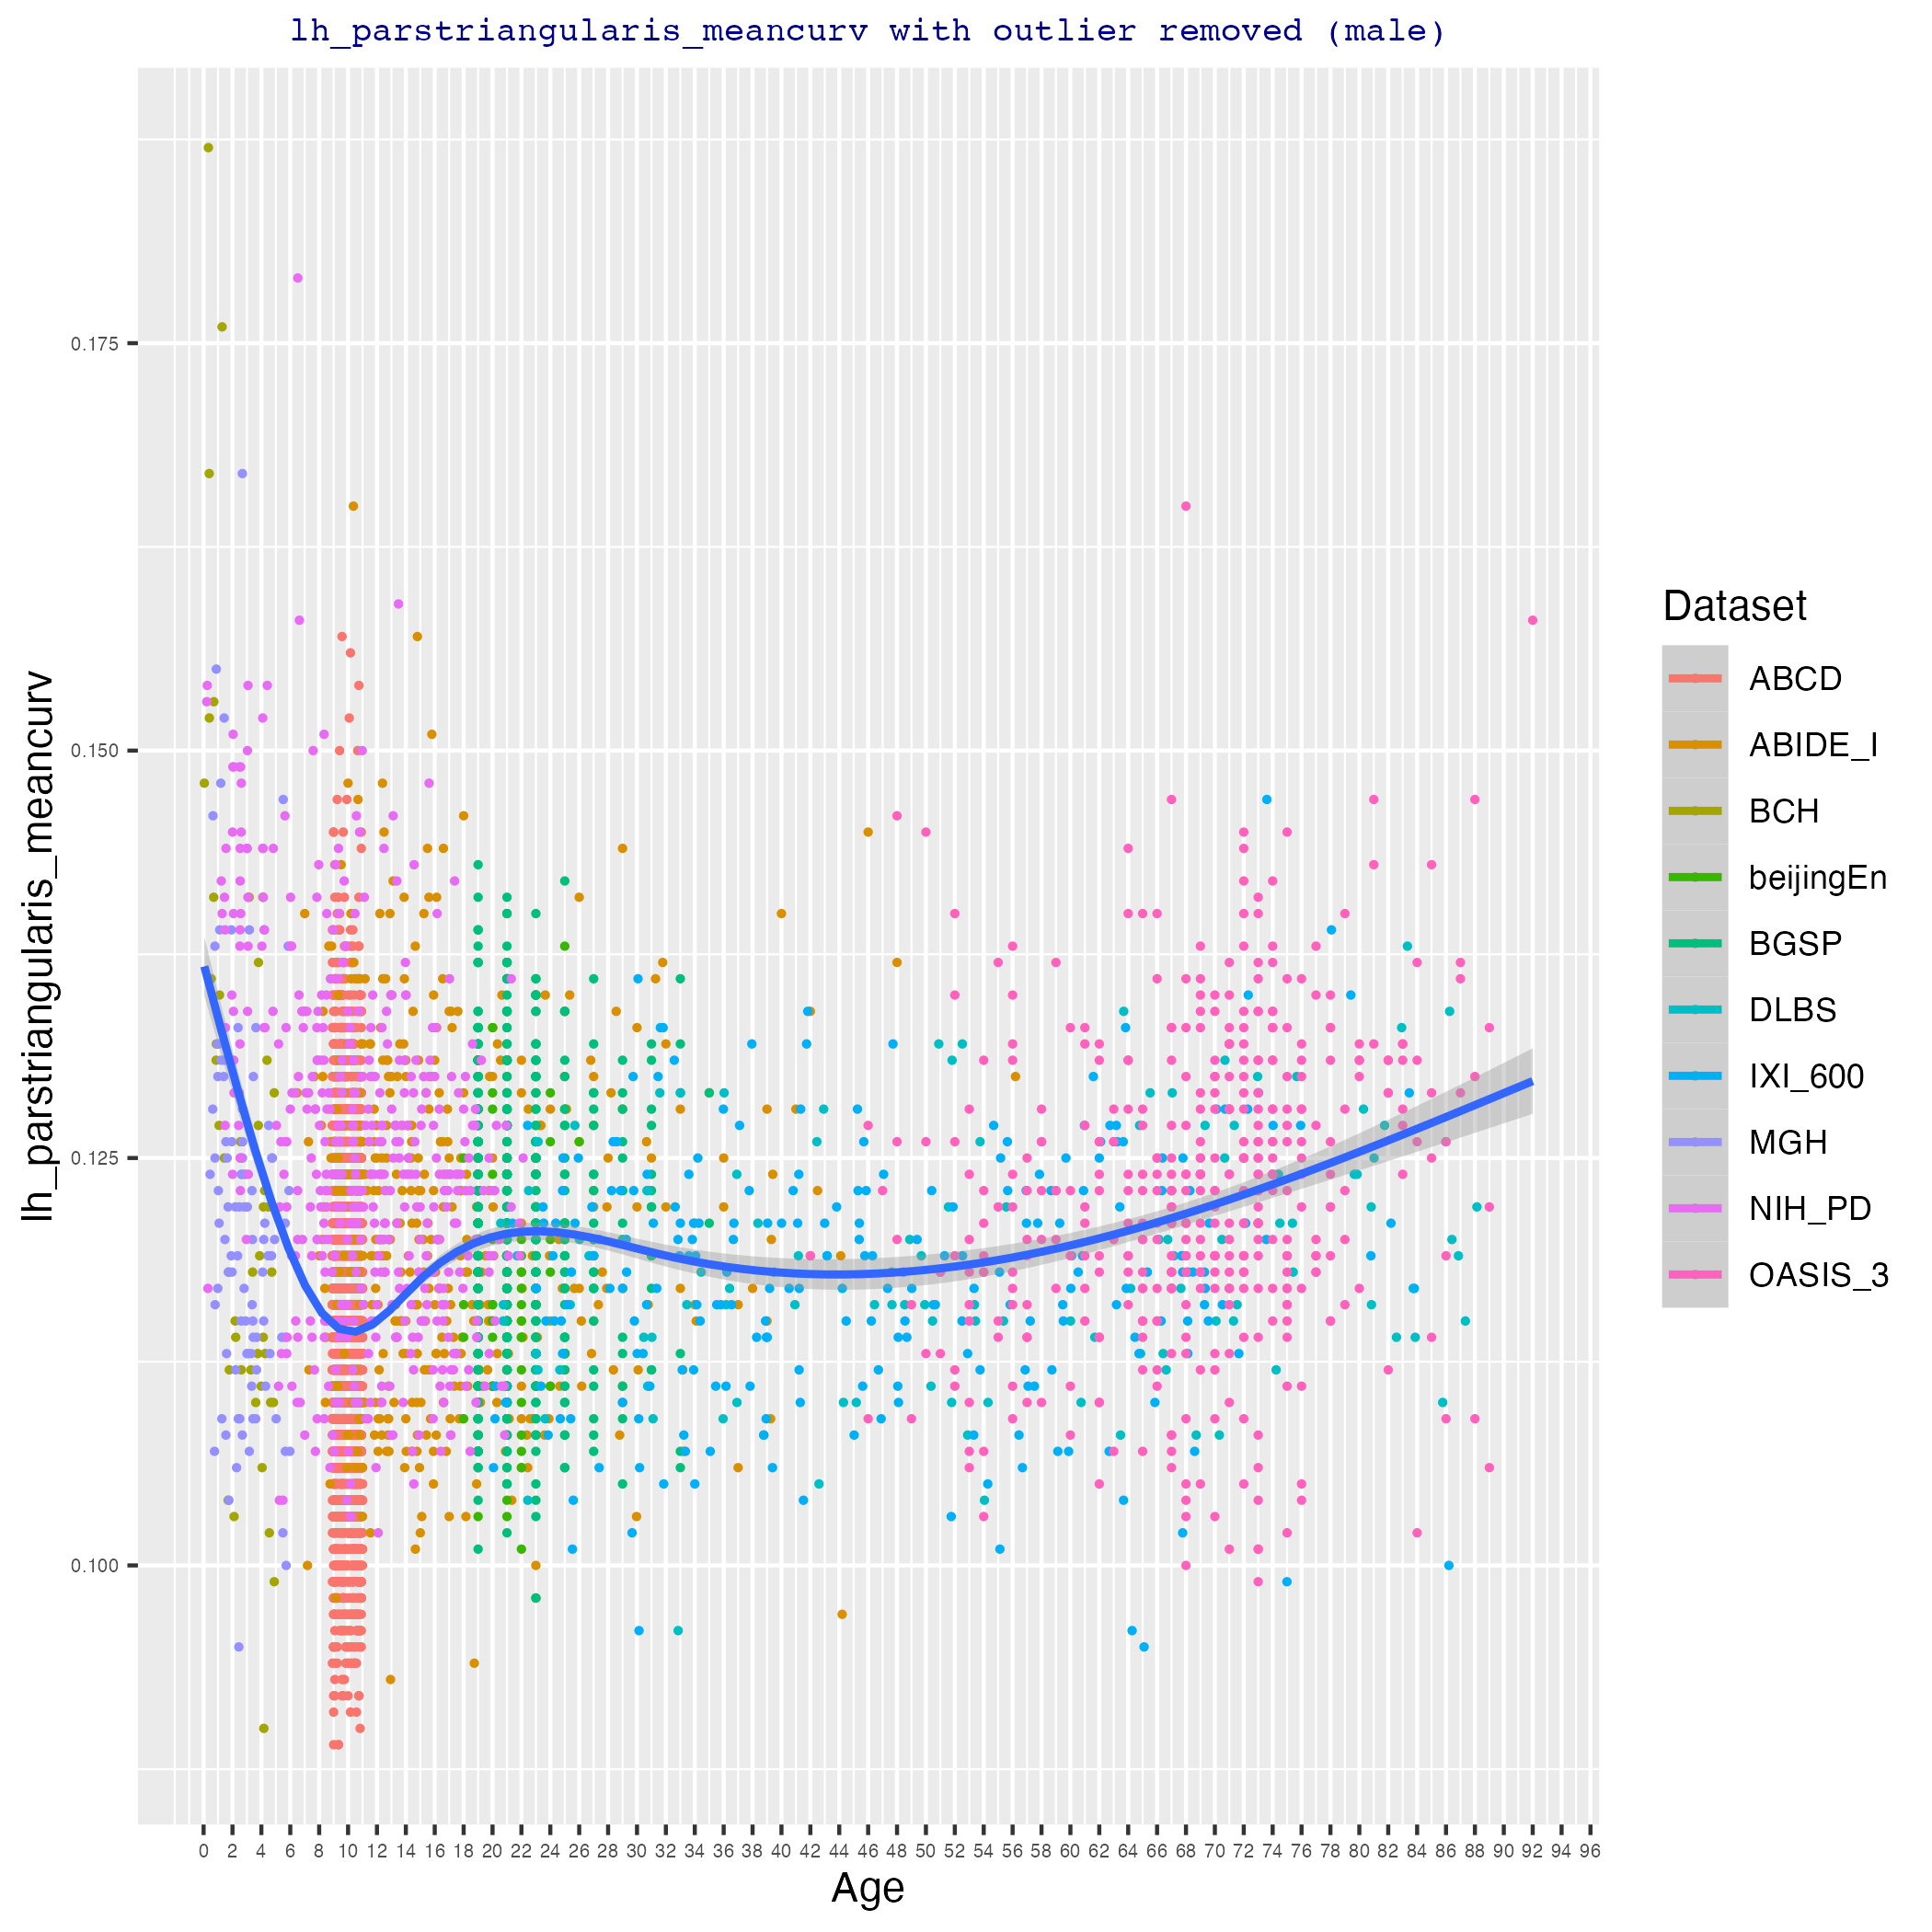 lh_parstriangularis_meancurv with outlier removed (male)
lh_parstriangularis_meancurv
0.175
0.150
0.125
0.100
0 2 4 6 8 10 12 14 16 18 20 22 24 26 28 30 32 34 36 38 40 42 44 46 48 50 52 54 56 58 60 62 64 66 68 70 72 74 76 78 80 82 84 86 88 90 92 94 96
Age
Dataset
ABCD
ABIDE_I
BCH
beijingEn
BGSP
DLBS
IXI_600
MGH
NIH_PD
OASIS_3